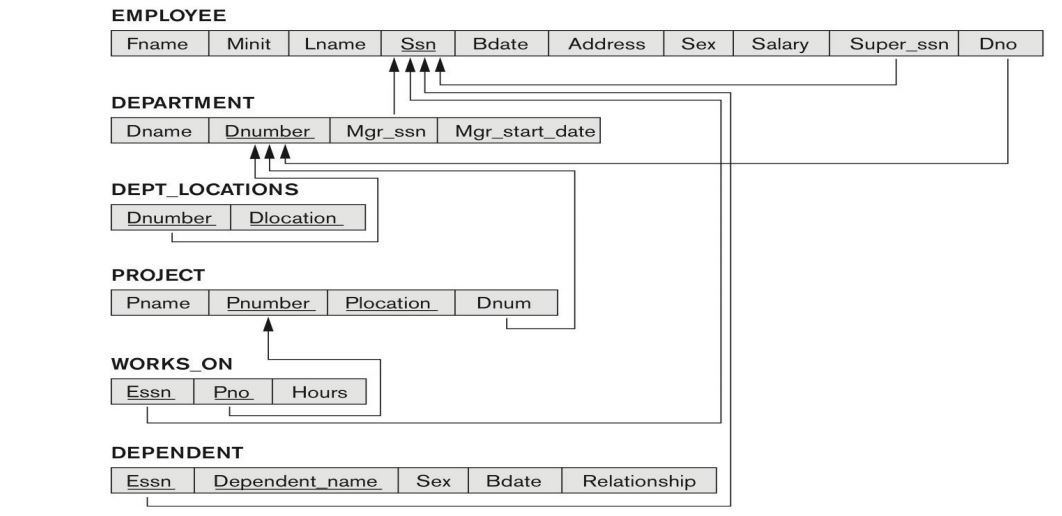 EMPLOYEE
Fname Minit Lname Ssn Bdate Address Sex Salary Super_ssn Dno
DEPARTMENT
Dname Dnumber Mgr_ssn Mgr_start_date
DEPT_LOCATIONS
Dnumber Dlocation
PROJECT
Pname Pnumber Plocation Dnum
WORKS_ON
Essn Pno Hours
DEPENDENT
Essn Dependent_name Sex Bdate Relationship